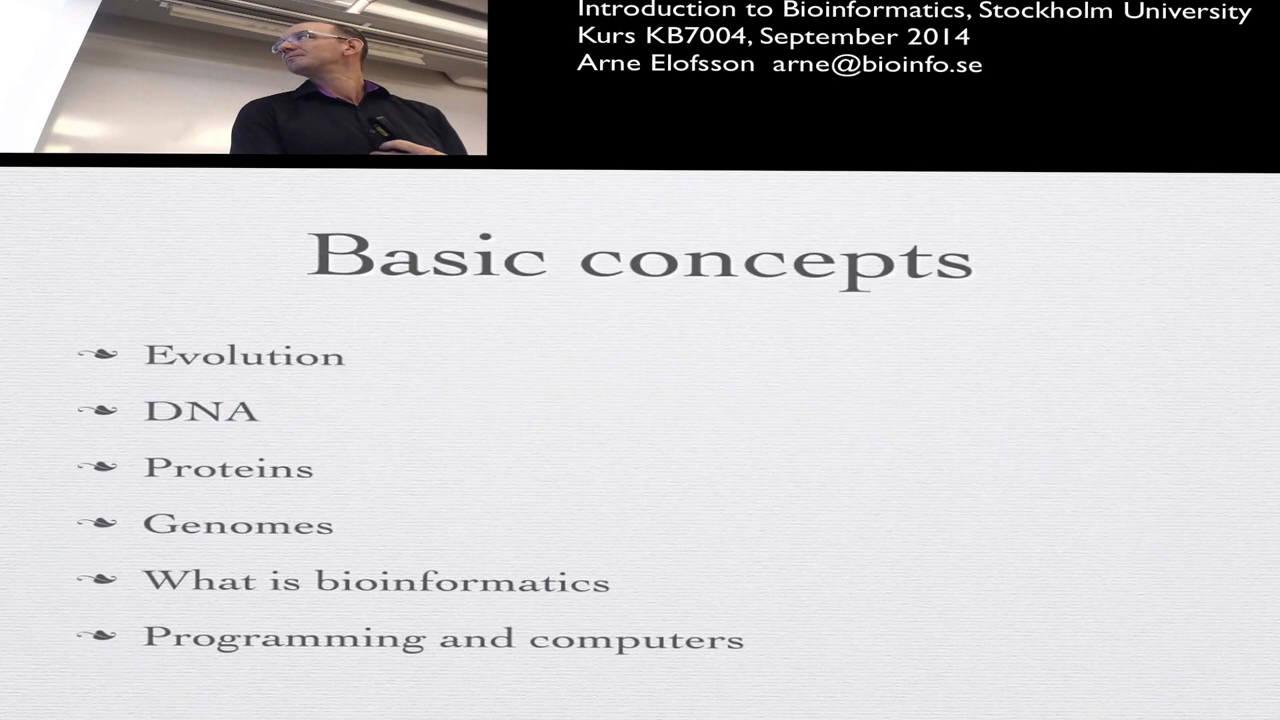 Introduction to Bioinformatics, Stockholm University
Kurs KB7004, September 2014
Arne Elofsson arne@bioinfo.se
Basic concepts
Evolution
DNA
Proteins
Genomes
What is bioinformatics
Programming and computers